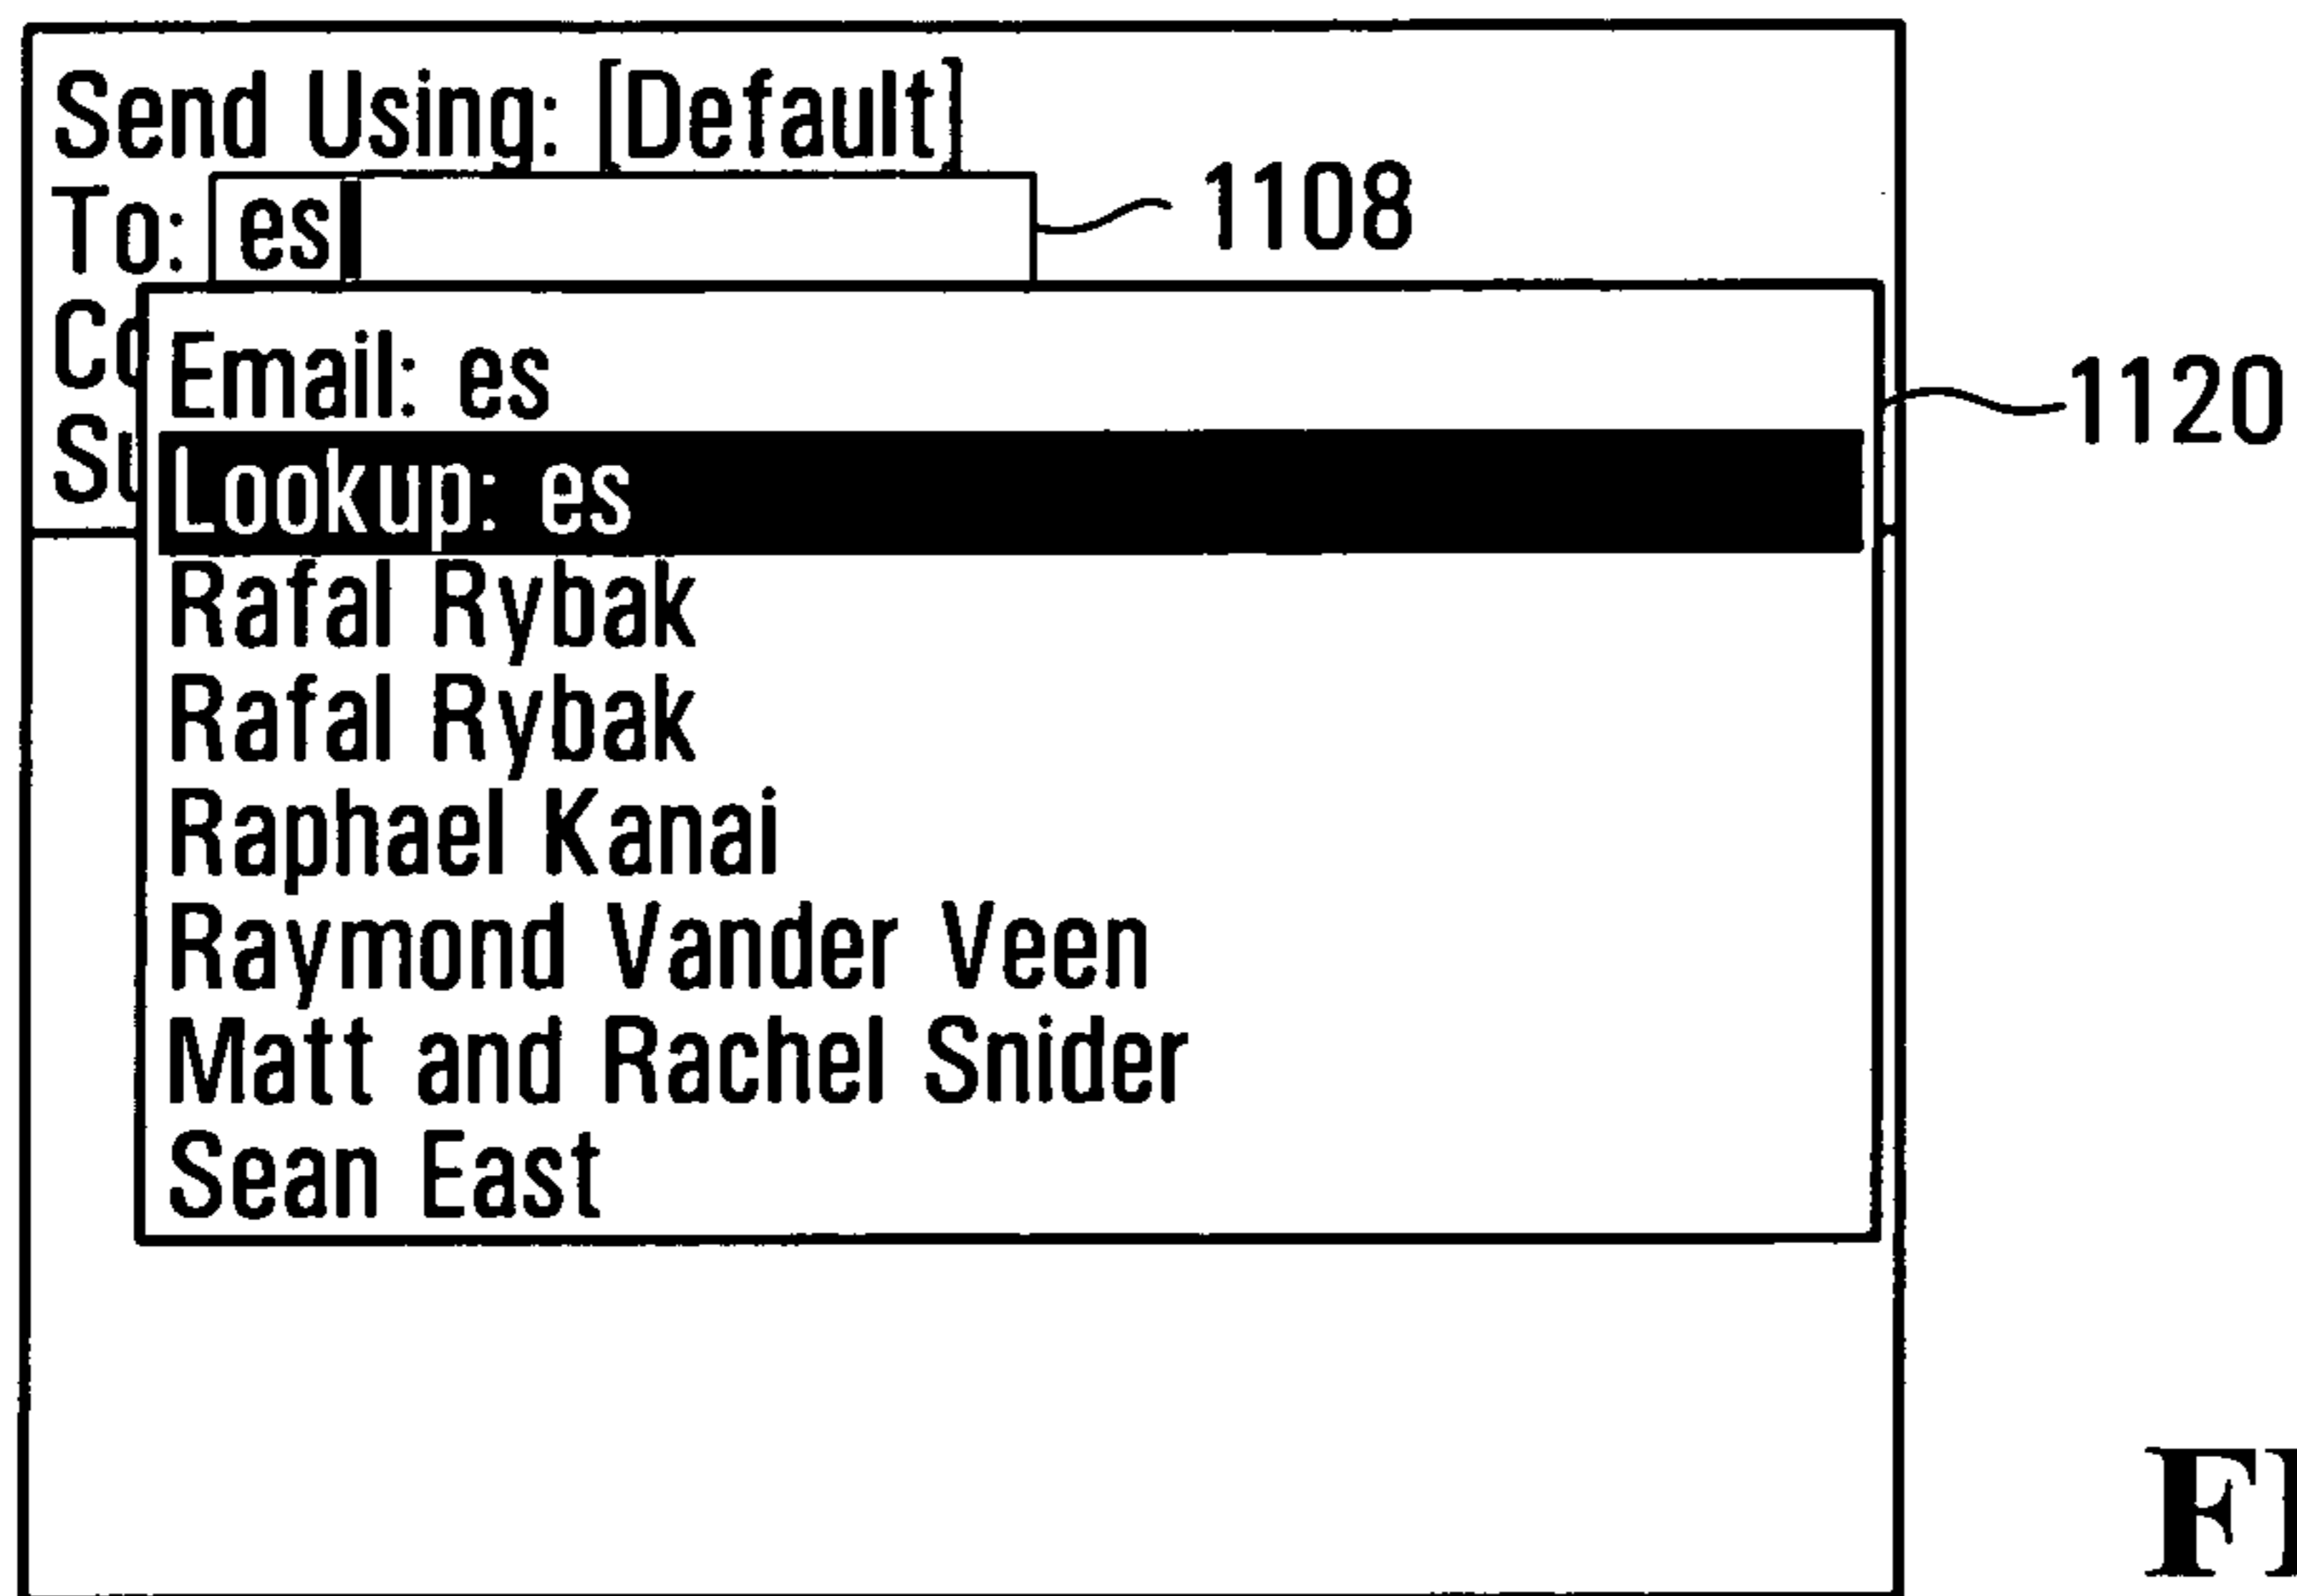 Send Using: [Default]
To: es 1108
Email: es 1120
Lookup: es
Rafal Rybak
Rafal Rybak
Raphael Kanai
Raymond Vander Veen
Matt and Rachel Snider
Sean East